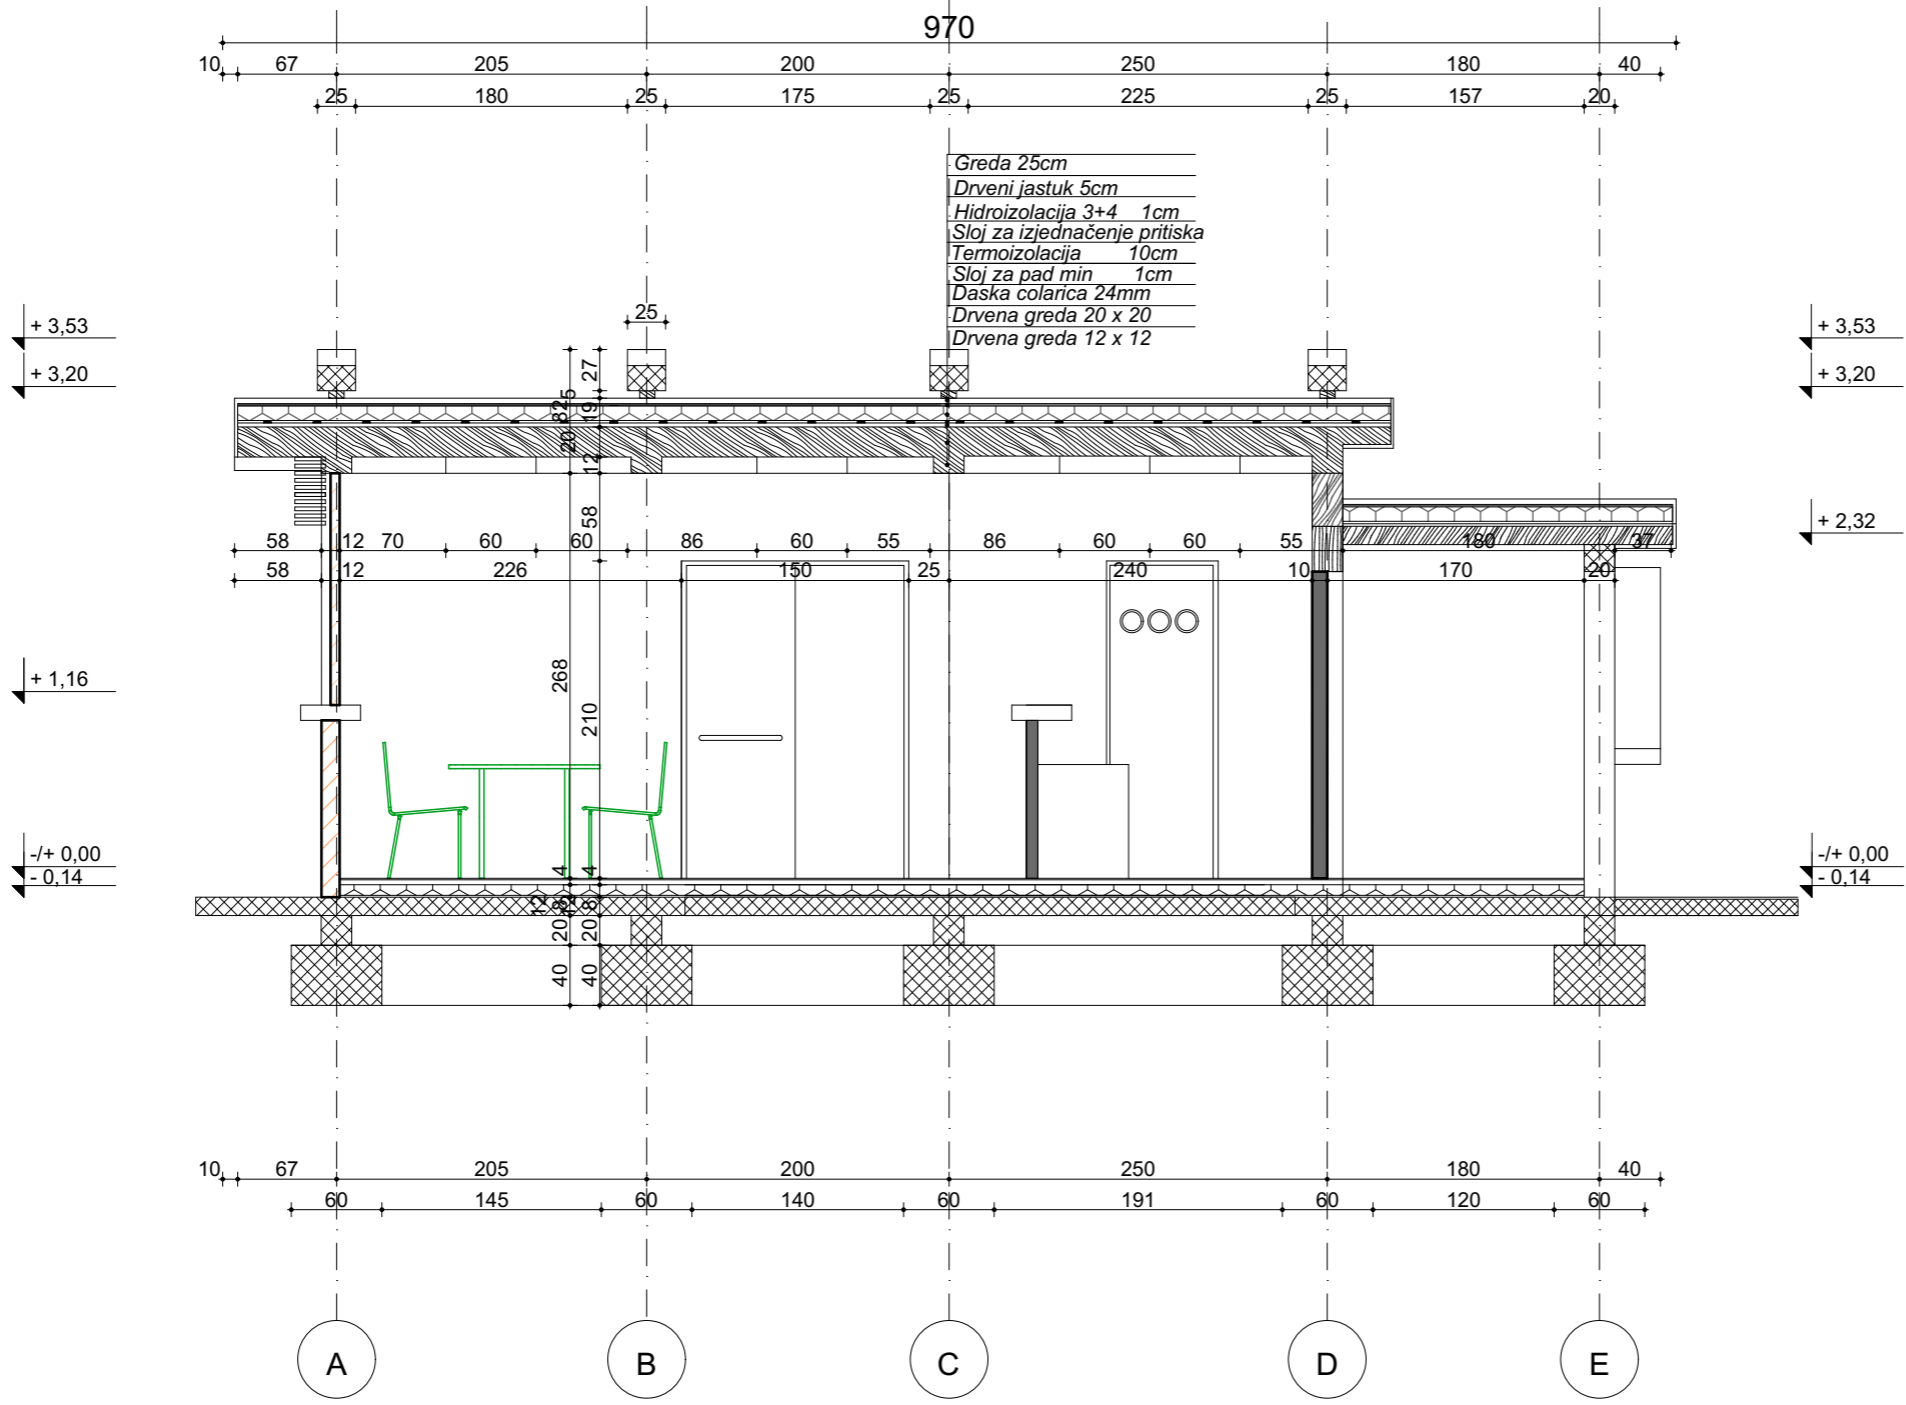 970
10 67 205 200 250 180 40
25 180 25 175 25 225 25 157 20
Greda 25cm
Drveni jastuk 5cm
Hidroizolacija 3+4 1cm
Sloj za izjednačenje pritiska
Termoizolacija 10cm
Sloj za pad min 1cm
Daska colarica 24mm
Drvena greda 20 x 20
Drvena greda 12 x 12
25
+ 3,53 + 3,53
+ 3,20 + 3,20
27
5
82 19
20
12
58
+ 2,32
58 12 70 60 60 86 60 55 86 60 60 55 180 37
58 12 226 150 25 240 10 170 20
268
210
+ 1,16
-/+ 0,00 -/+ 0,00
- 0,14 - 0,14
4 4
12 8 8
20 20
40 40
10 67 205 200 250 180 40
60 145 60 140 60 191 60 120 60
A B C D E